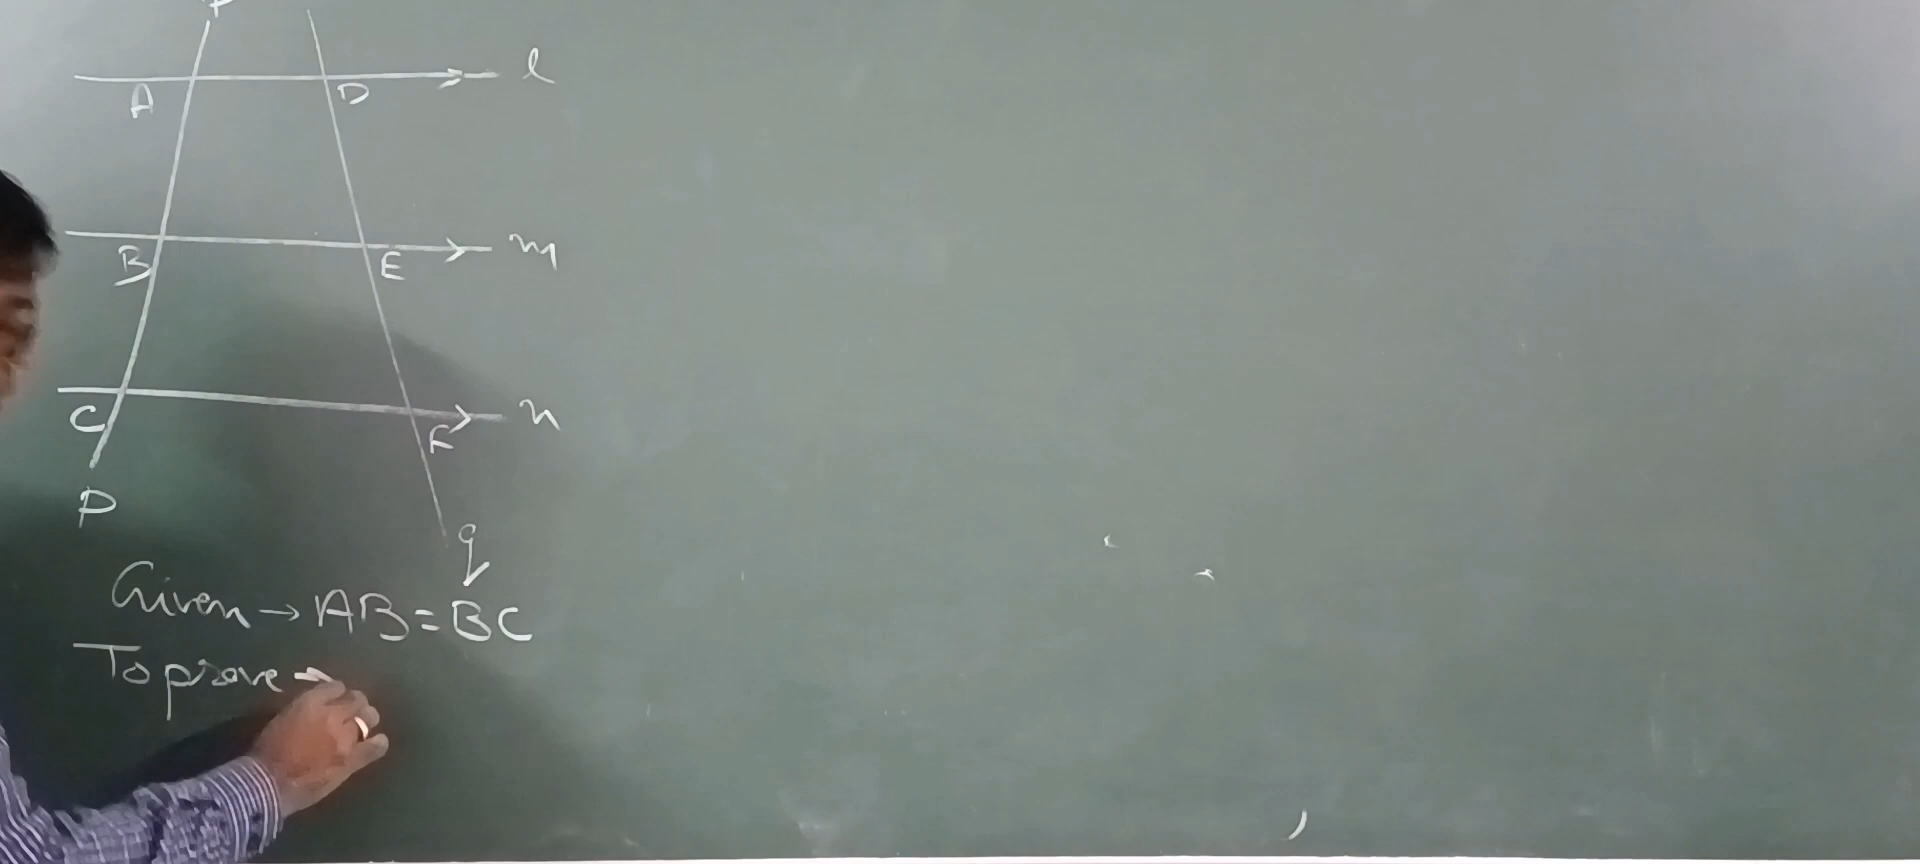 l
A D
m
B E
n
C F
P
q
Given → AB = BC
To prove →